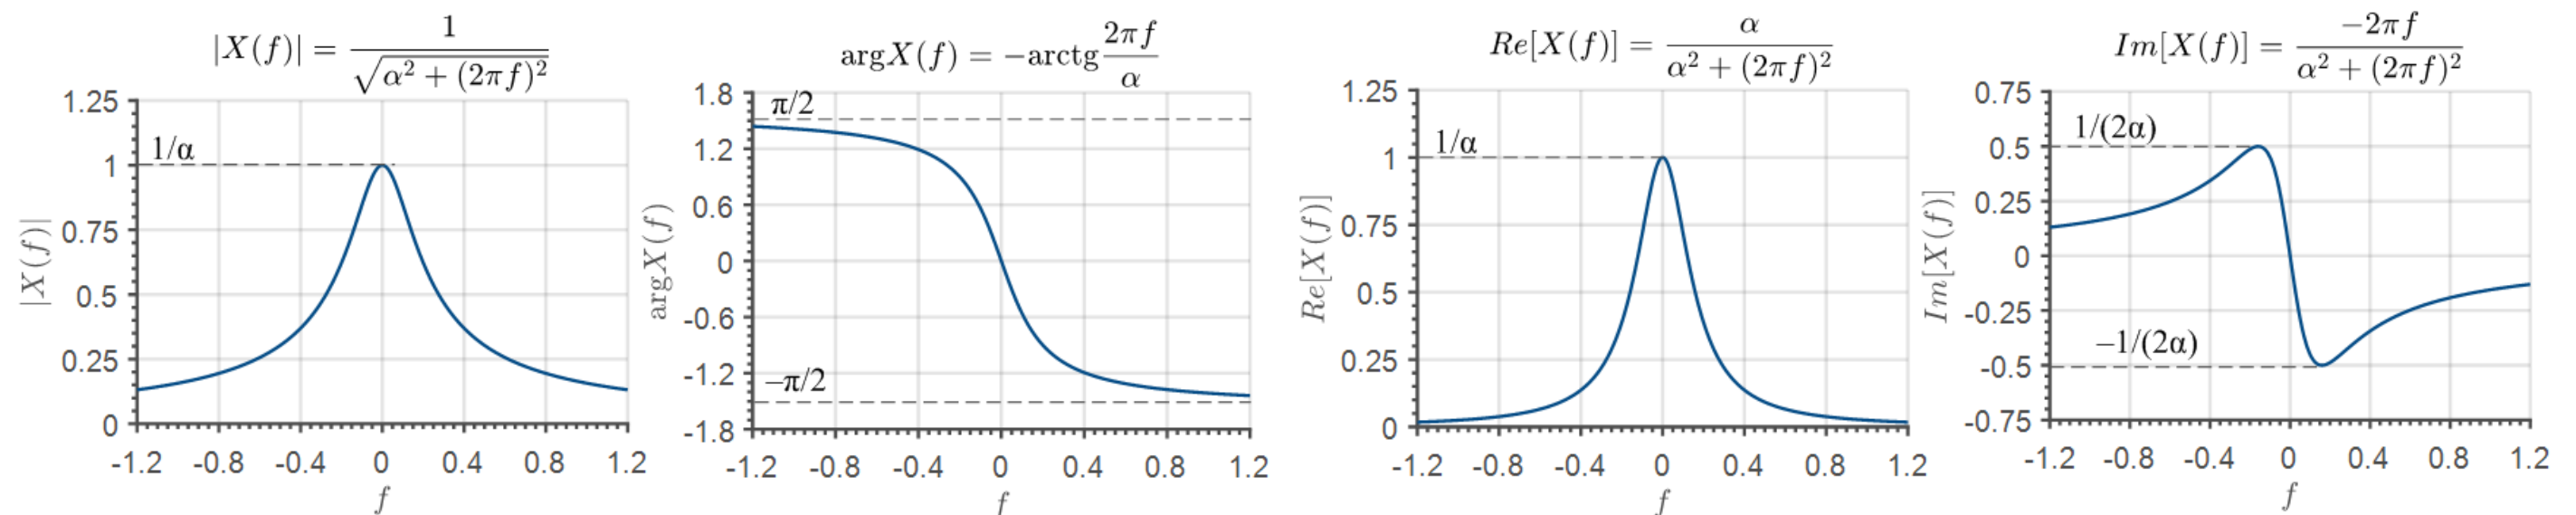 |X(f)| = 1/√(α² + (2πf)²)
1.25
1
0.75
0.5
0.25
0
1/α
|X(f)|
-1.2 -0.8 -0.4 0 0.4 0.8 1.2
f
argX(f) = −arctg 2πf/α
1.8
1.2
0.6
0
-0.6
-1.2
-1.8
π/2
−π/2
argX(f)
-1.2 -0.8 -0.4 0 0.4 0.8 1.2
f
Re[X(f)] = α/(α² + (2πf)²)
1.25
1
0.75
0.5
0.25
0
1/α
Re[X(f)]
-1.2 -0.8 -0.4 0 0.4 0.8 1.2
f
Im[X(f)] = −2πf/(α² + (2πf)²)
0.75
0.5
0.25
0
-0.25
-0.5
-0.75
1/(2α)
−1/(2α)
Im[X(f)]
-1.2 -0.8 -0.4 0 0.4 0.8 1.2
f